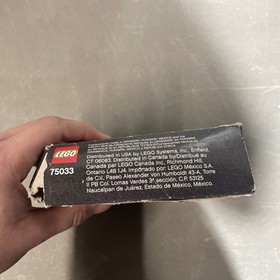 LEGO
75033
Distributed in USA by LEGO Systems, Inc. Enfield,
CT 06083. Distributed in Canada by/Distribué au
Canada par LEGO Canada Inc., Richmond Hill,
Ontario L4B 1J4. Importado por: LEGO México S.A.
de C.V., Paseo Alexander Von Humboldt 43-A, Torre
II PB Col. Lomas Verdes 3ª sección, C.P. 53125
Naucalpan de Juárez, Estado de México, México.